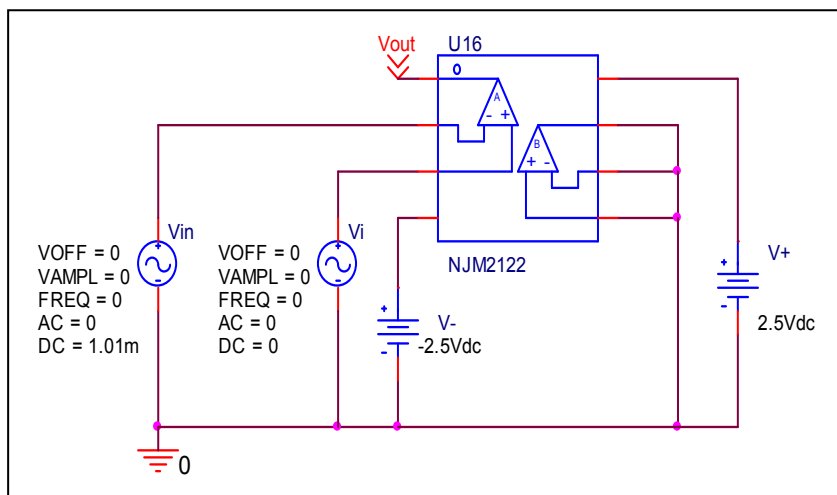 Vout
U16
A
- +
B
+ -
Vin
+
-
VOFF = 0
VAMPL = 0
FREQ = 0
AC = 0
DC = 1.01m
Vi
+
-
VOFF = 0
VAMPL = 0
FREQ = 0
AC = 0
DC = 0
NJM2122
V-
+
-
-2.5Vdc
V+
+
-
2.5Vdc
0